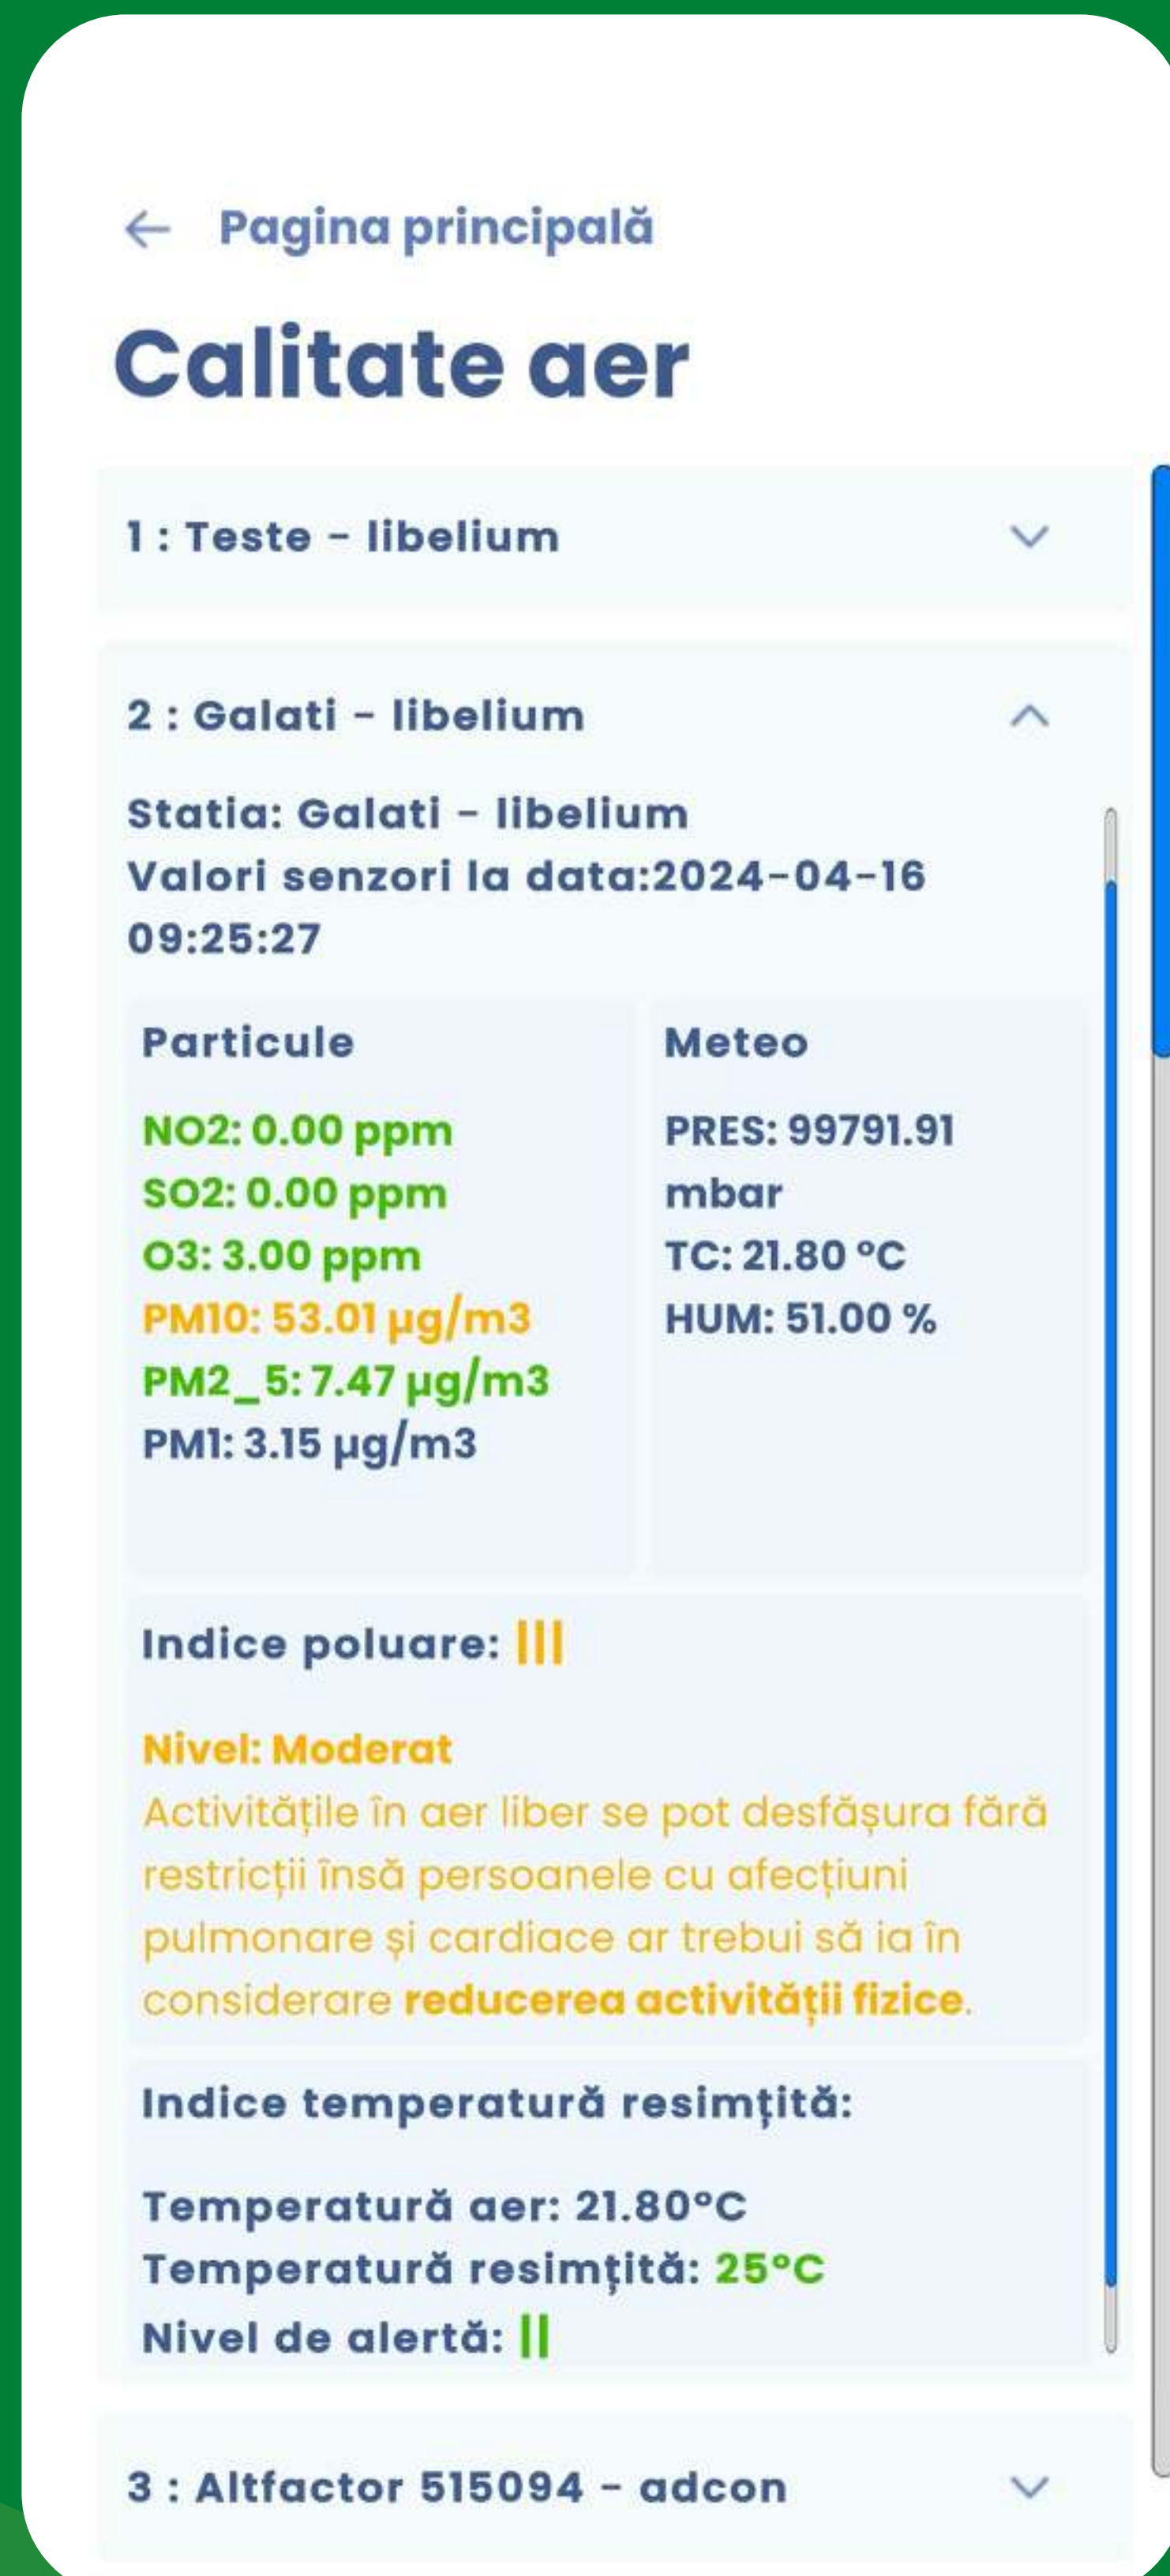 ← Pagina principală
Calitate aer
1 : Teste - libelium
2 : Galati - libelium
Statia: Galati - libelium
Valori senzori la data:2024-04-16
09:25:27
Particule
NO2: 0.00 ppm
SO2: 0.00 ppm
O3: 3.00 ppm
PM10: 53.01 µg/m3
PM2_5: 7.47 µg/m3
PM1: 3.15 µg/m3
Meteo
PRES: 99791.91
mbar
TC: 21.80 °C
HUM: 51.00 %
Indice poluare: |||
Nivel: Moderat
Activitățile în aer liber se pot desfășura fără
restricții însă persoanele cu afecțiuni
pulmonare și cardiace ar trebui să ia în
considerare reducerea activității fizice.
Indice temperatură resimțită:
Temperatură aer: 21.80°C
Temperatură resimțită: 25°C
Nivel de alertă: ||
3 : Altfactor 515094 - adcon